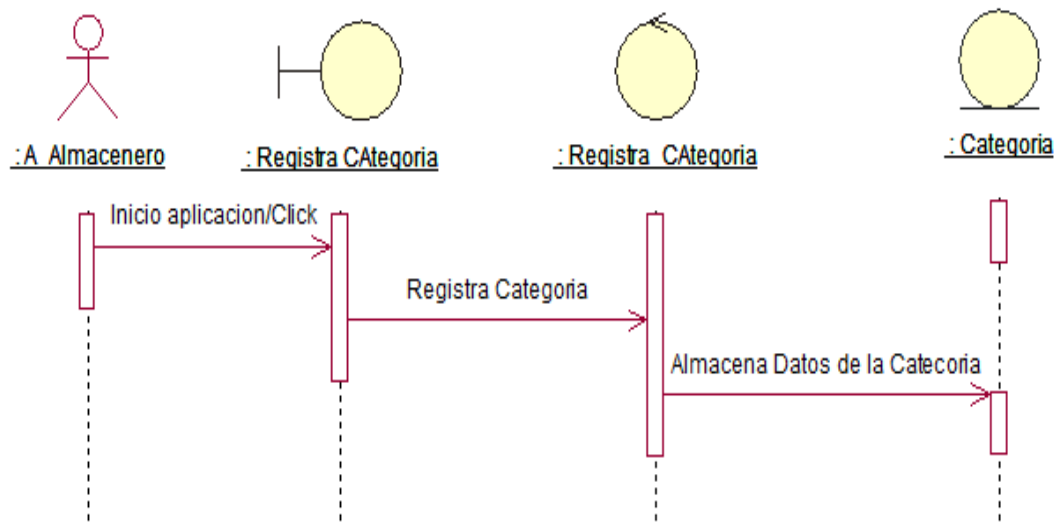 : A Almacenero
: Registra CAtegoria
: Registra CAtegoria
: Categoria
Inicio aplicacion/Click
Registra Categoria
Almacena Datos de la Catecoria